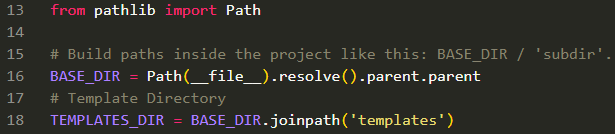 13 from pathlib import Path
14
15 # Build paths inside the project like this: BASE_DIR / 'subdir'.
16 BASE_DIR = Path(__file__).resolve().parent.parent
17 # Template Directory
18 TEMPLATES_DIR = BASE_DIR.joinpath('templates')